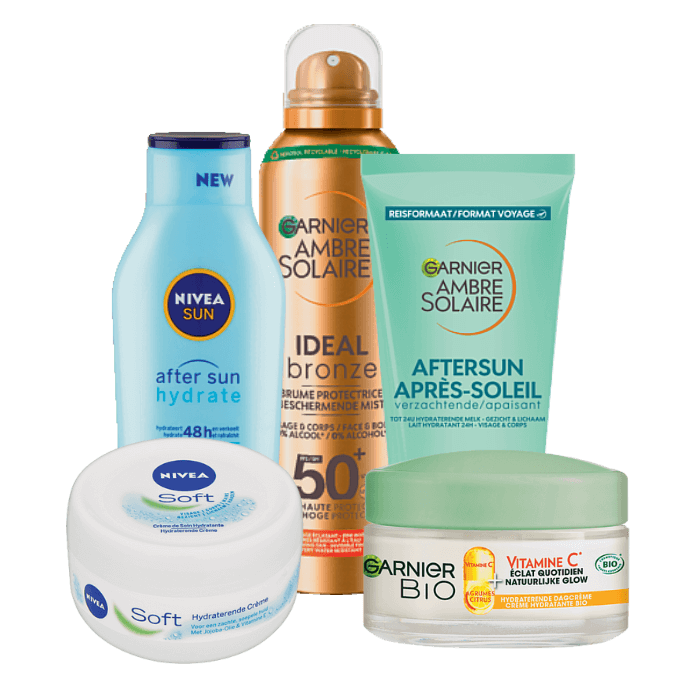 NEW
NIVEA
SUN
after sun
hydrate
48h
GARNIER
AMBRE
SOLAIRE
IDEAL
bronze
BRUME PROTECTRICE
BESCHERMENDE MIST
& CORPS / FACE & BODY
0% ALCOOL* / 0% ALCOHOL*
50+
HAUTE
HOGE
REISFORMAAT/FORMAT VOYAGE
GARNIER
AMBRE
SOLAIRE
AFTERSUN
APRÈS-SOLEIL
verzachtende/apaisant
TOT 24U HYDRATERENDE MELK - GEZICHT & LICHAAM
LAIT HYDRATANT 24H - VISAGE & CORPS
NIVEA
Soft
Crème de Soin Hydratante
Hydraterende Crème
NIVEA
Soft
Hydraterende Crème
Voor een zachte, soepele huid
Met Jojoba Olie & Vitamine E
GARNIER
BIO
VITAMINE C
+
AGRUMES
CITRUS
VITAMINE C*
ÉCLAT QUOTIDIEN
NATUURLIJKE GLOW
BIO
HYDRATERENDE DAGCRÈME
CRÈME HYDRATANTE BIO